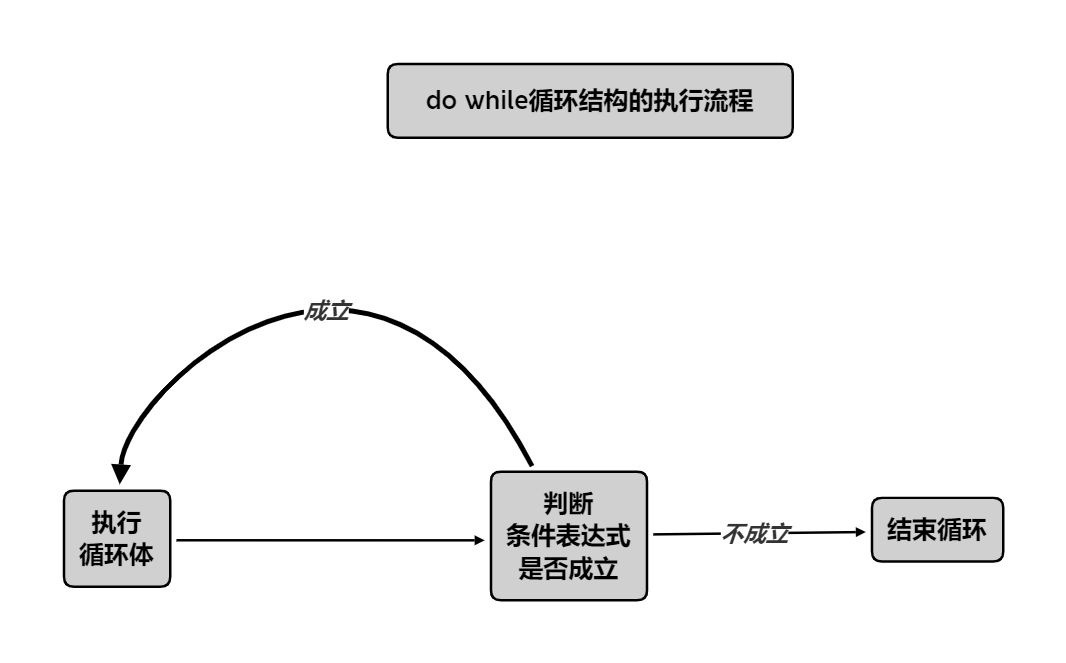 do while循环结构的执行流程
成立
执行
循环体
判断
条件表达式
是否成立
不成立
结束循环